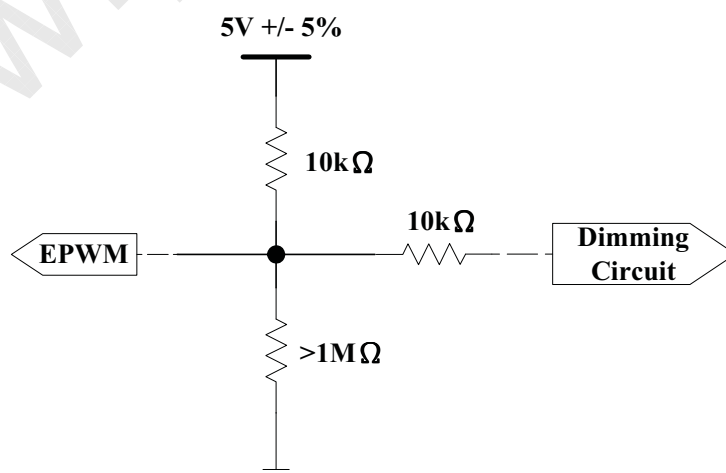 5V +/- 5%
10kΩ
10kΩ
EPWM
Dimming
Circuit
>1MΩ